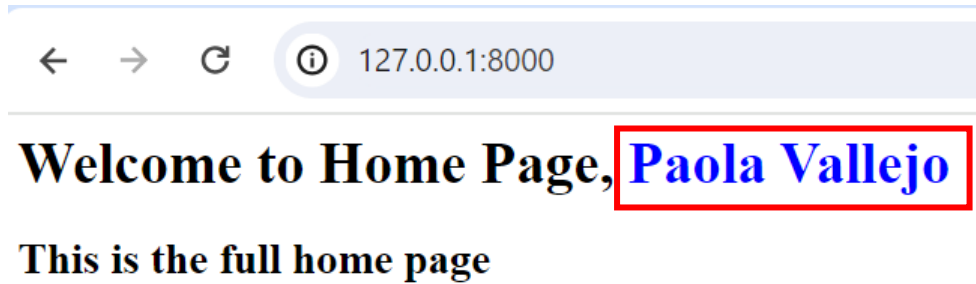 127.0.0.1:8000
Welcome to Home Page, Paola Vallejo
This is the full home page